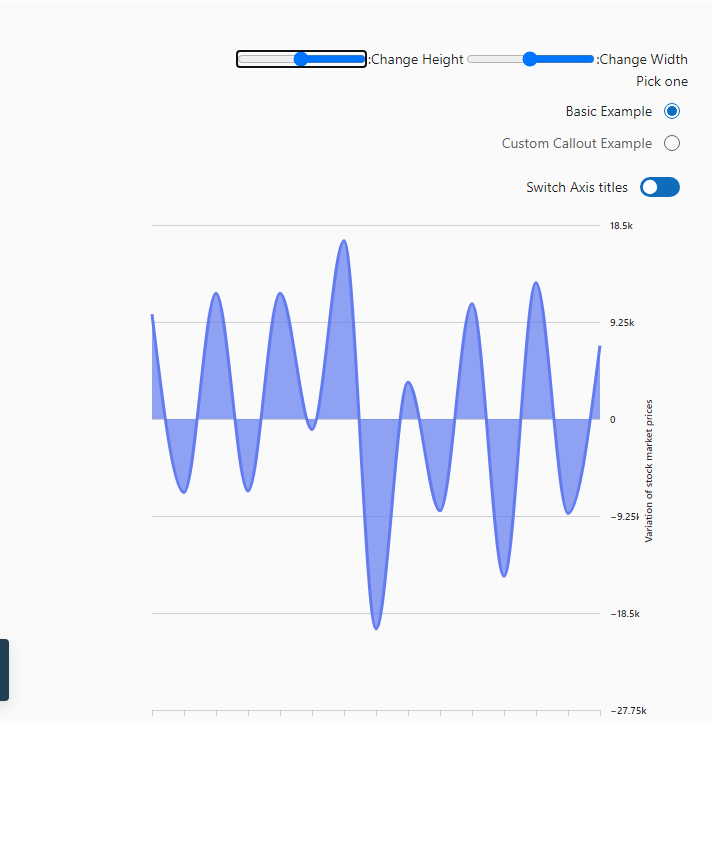 :Change Height :Change Width
Pick one
Basic Example
Custom Callout Example
Switch Axis titles
18.5k
9.25k
0
−9.25k
−18.5k
−27.75k
Variation of stock market prices